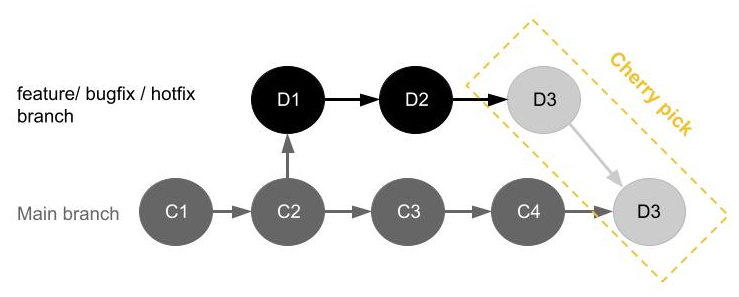 Cherry pick
feature/ bugfix / hotfix
branch
D1
D2
D3
Main branch
C1
C2
C3
C4
D3